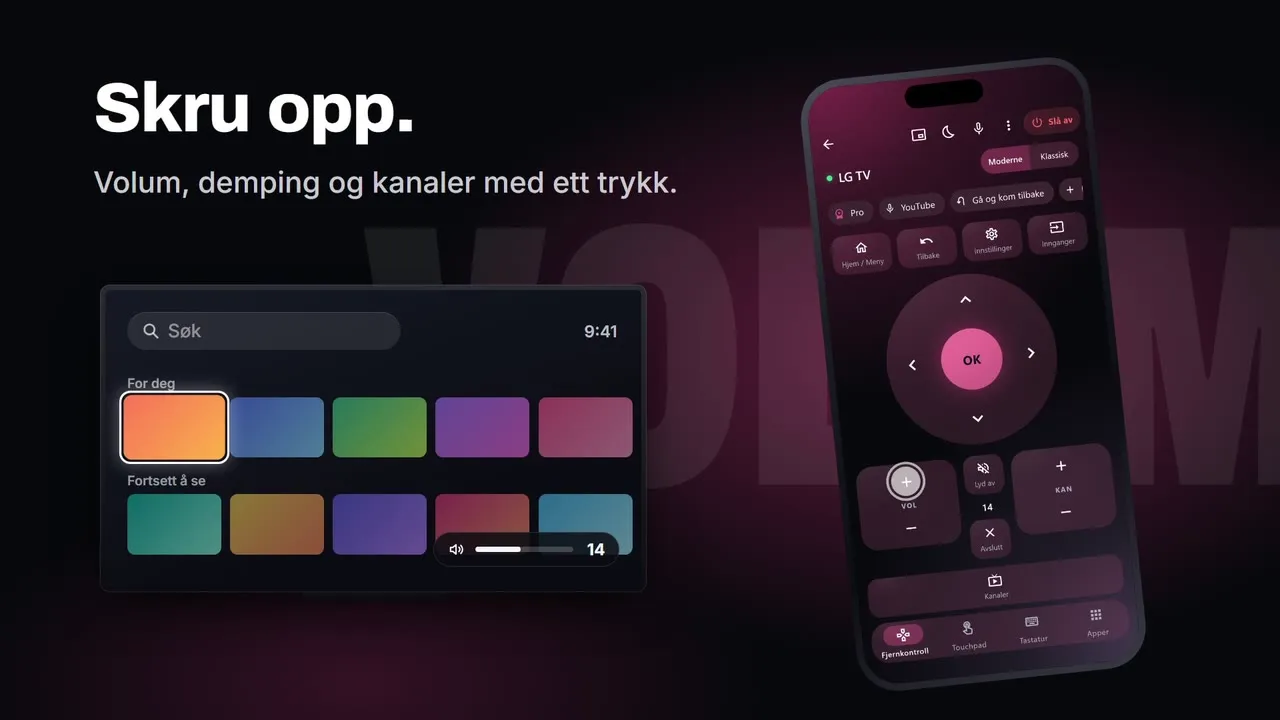 Skru opp.
Volum, demping og kanaler med ett trykk.
Søk
9:41
For deg
Fortsett å se
14
Slå av
LG TV
Moderne
Klassisk
Pro
YouTube
Gå og kom tilbake
+
Hjem / Meny
Tilbake
Innstillinger
Innganger
OK
+
VOL
−
Lyd av
14
Avslutt
+
KAN
−
Kanaler
Fjernkontroll
Touchpad
Tastatur
Apper